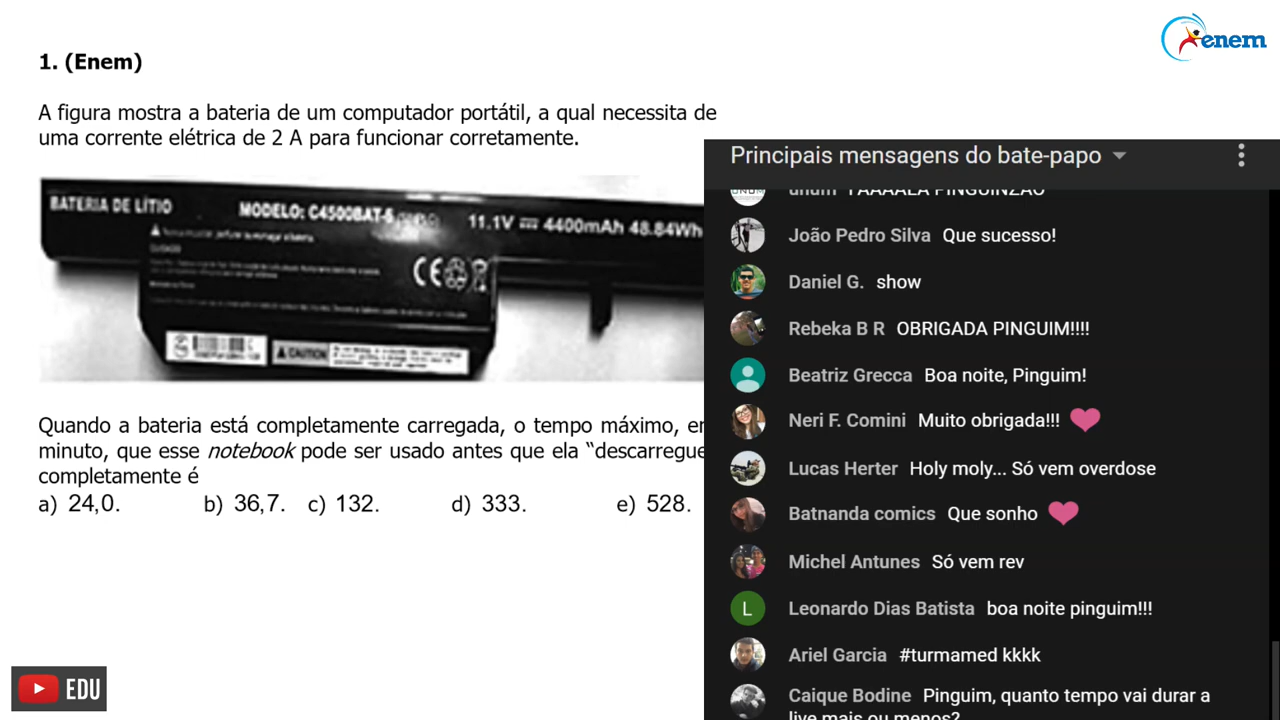 enem
1. (Enem)
A figura mostra a bateria de um computador portátil, a qual necessita de
uma corrente elétrica de 2 A para funcionar corretamente.
BATERIA DE LÍTIO
MODELO: C4500BAT-6
11.1V 4400mAh 48.84Wh
CE
CAUTION
Quando a bateria está completamente carregada, o tempo máximo, er
minuto, que esse notebook pode ser usado antes que ela “descarregue
completamente é
a) 24,0. b) 36,7. c) 132. d) 333. e) 528.
EDU
Principais mensagens do bate-papo
João Pedro Silva Que sucesso!
Daniel G. show
Rebeka B R OBRIGADA PINGUIM!!!!
Beatriz Grecca Boa noite, Pinguim!
Neri F. Comini Muito obrigada!!!
Lucas Herter Holy moly... Só vem overdose
Batnanda comics Que sonho
Michel Antunes Só vem rev
L Leonardo Dias Batista boa noite pinguim!!!
Ariel Garcia #turmamed kkkk
Caique Bodine Pinguim, quanto tempo vai durar a
live mais ou menos?